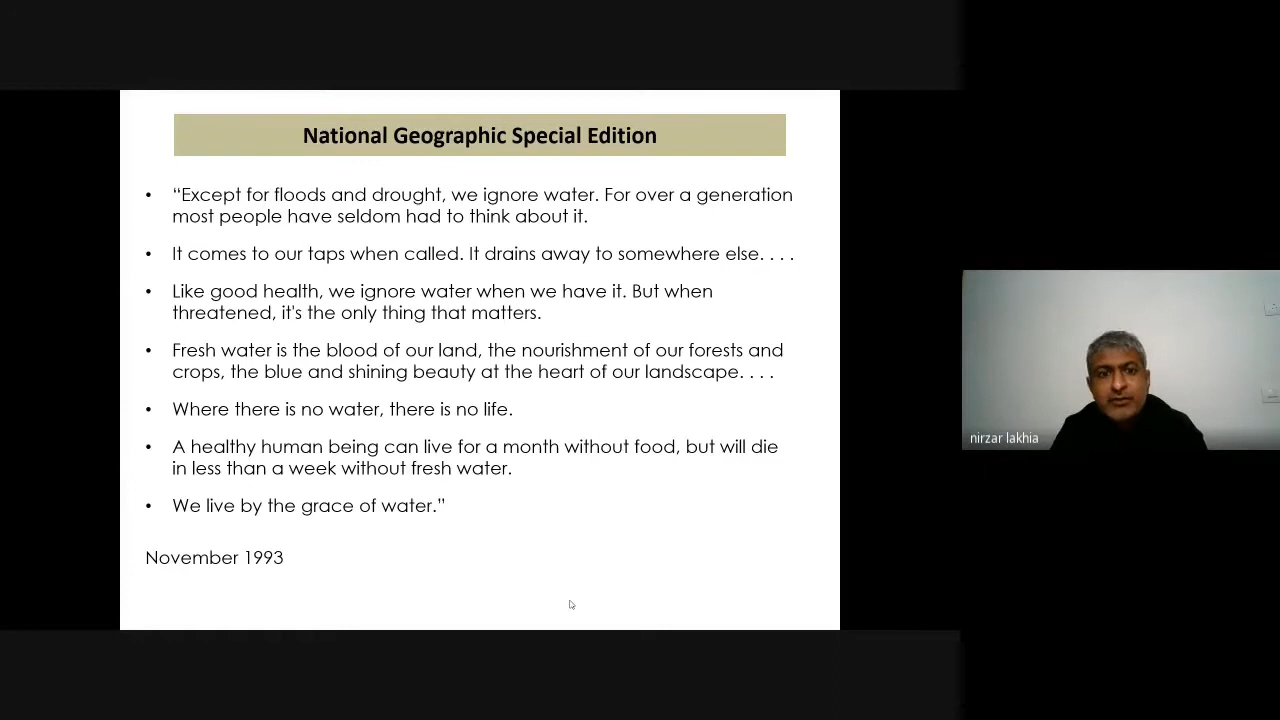 National Geographic Special Edition
• “Except for floods and drought, we ignore water. For over a generation
most people have seldom had to think about it.
• It comes to our taps when called. It drains away to somewhere else. . . .
• Like good health, we ignore water when we have it. But when
threatened, it's the only thing that matters.
• Fresh water is the blood of our land, the nourishment of our forests and
crops, the blue and shining beauty at the heart of our landscape. . . .
• Where there is no water, there is no life.
• A healthy human being can live for a month without food, but will die
in less than a week without fresh water.
• We live by the grace of water.”
November 1993
nirzar lakhia